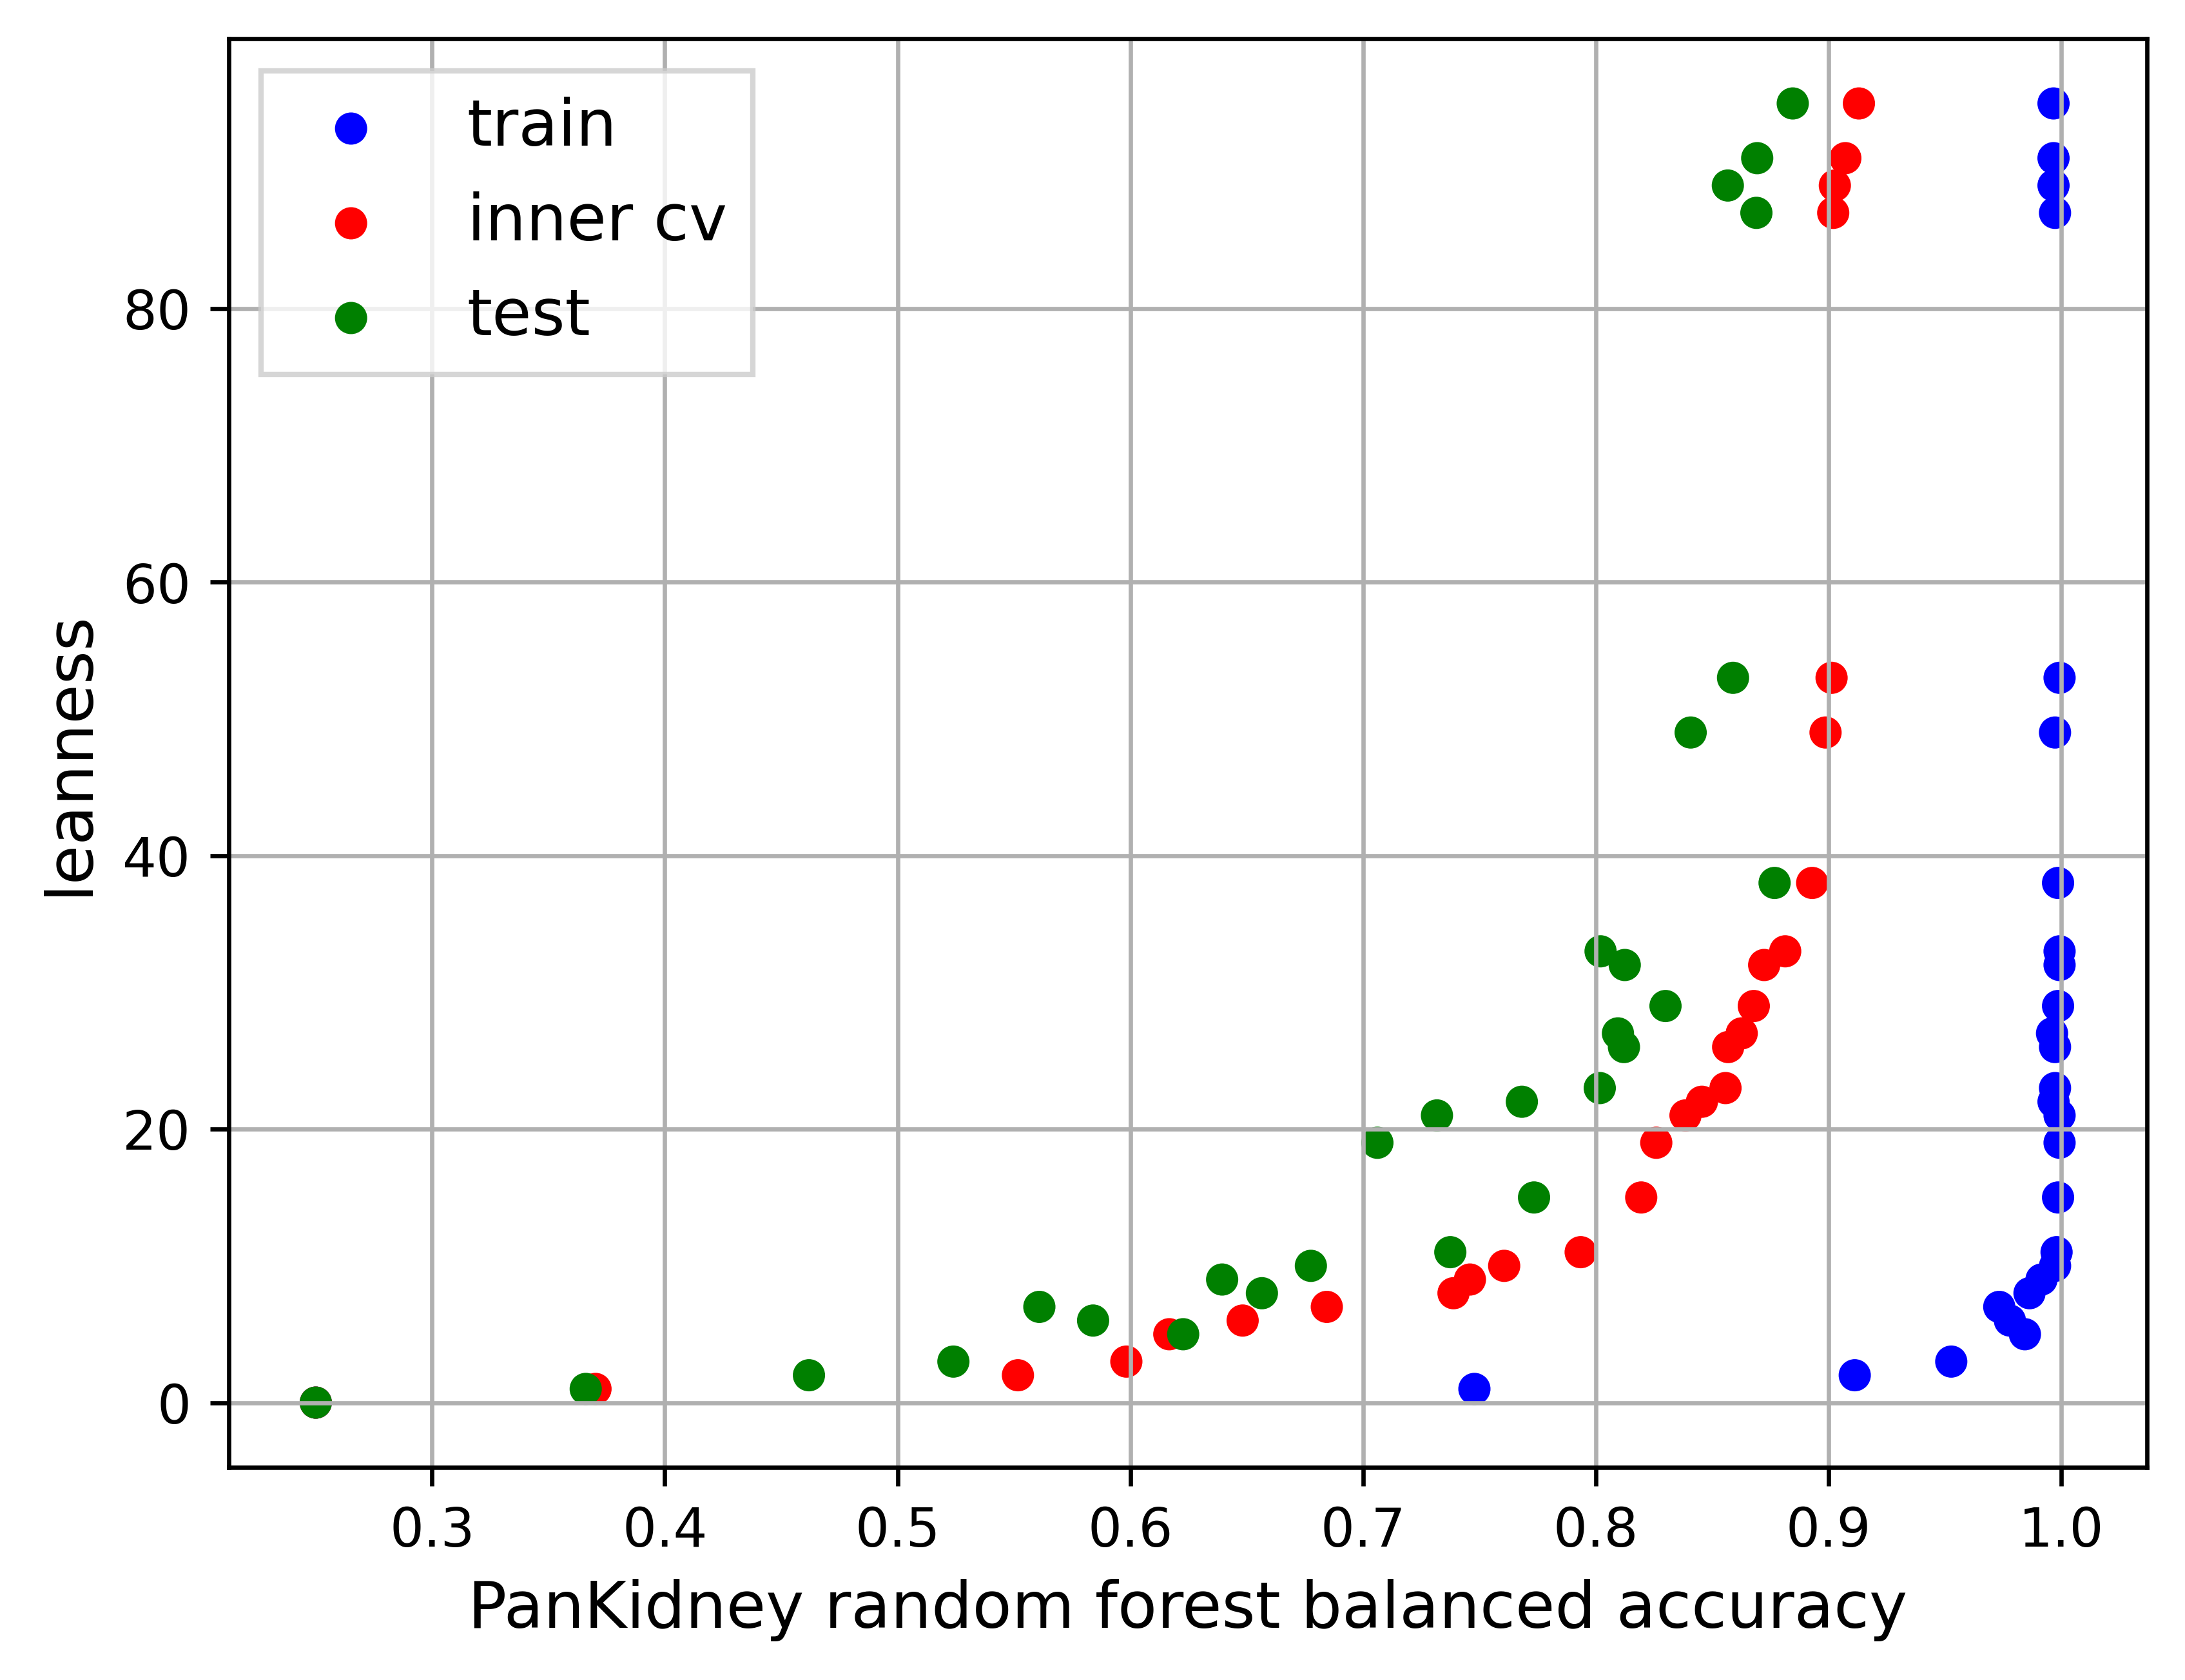 train
inner cv
test
80
60
40
20
0
leanness
0.3 0.4 0.5 0.6 0.7 0.8 0.9 1.0
PanKidney random forest balanced accuracy